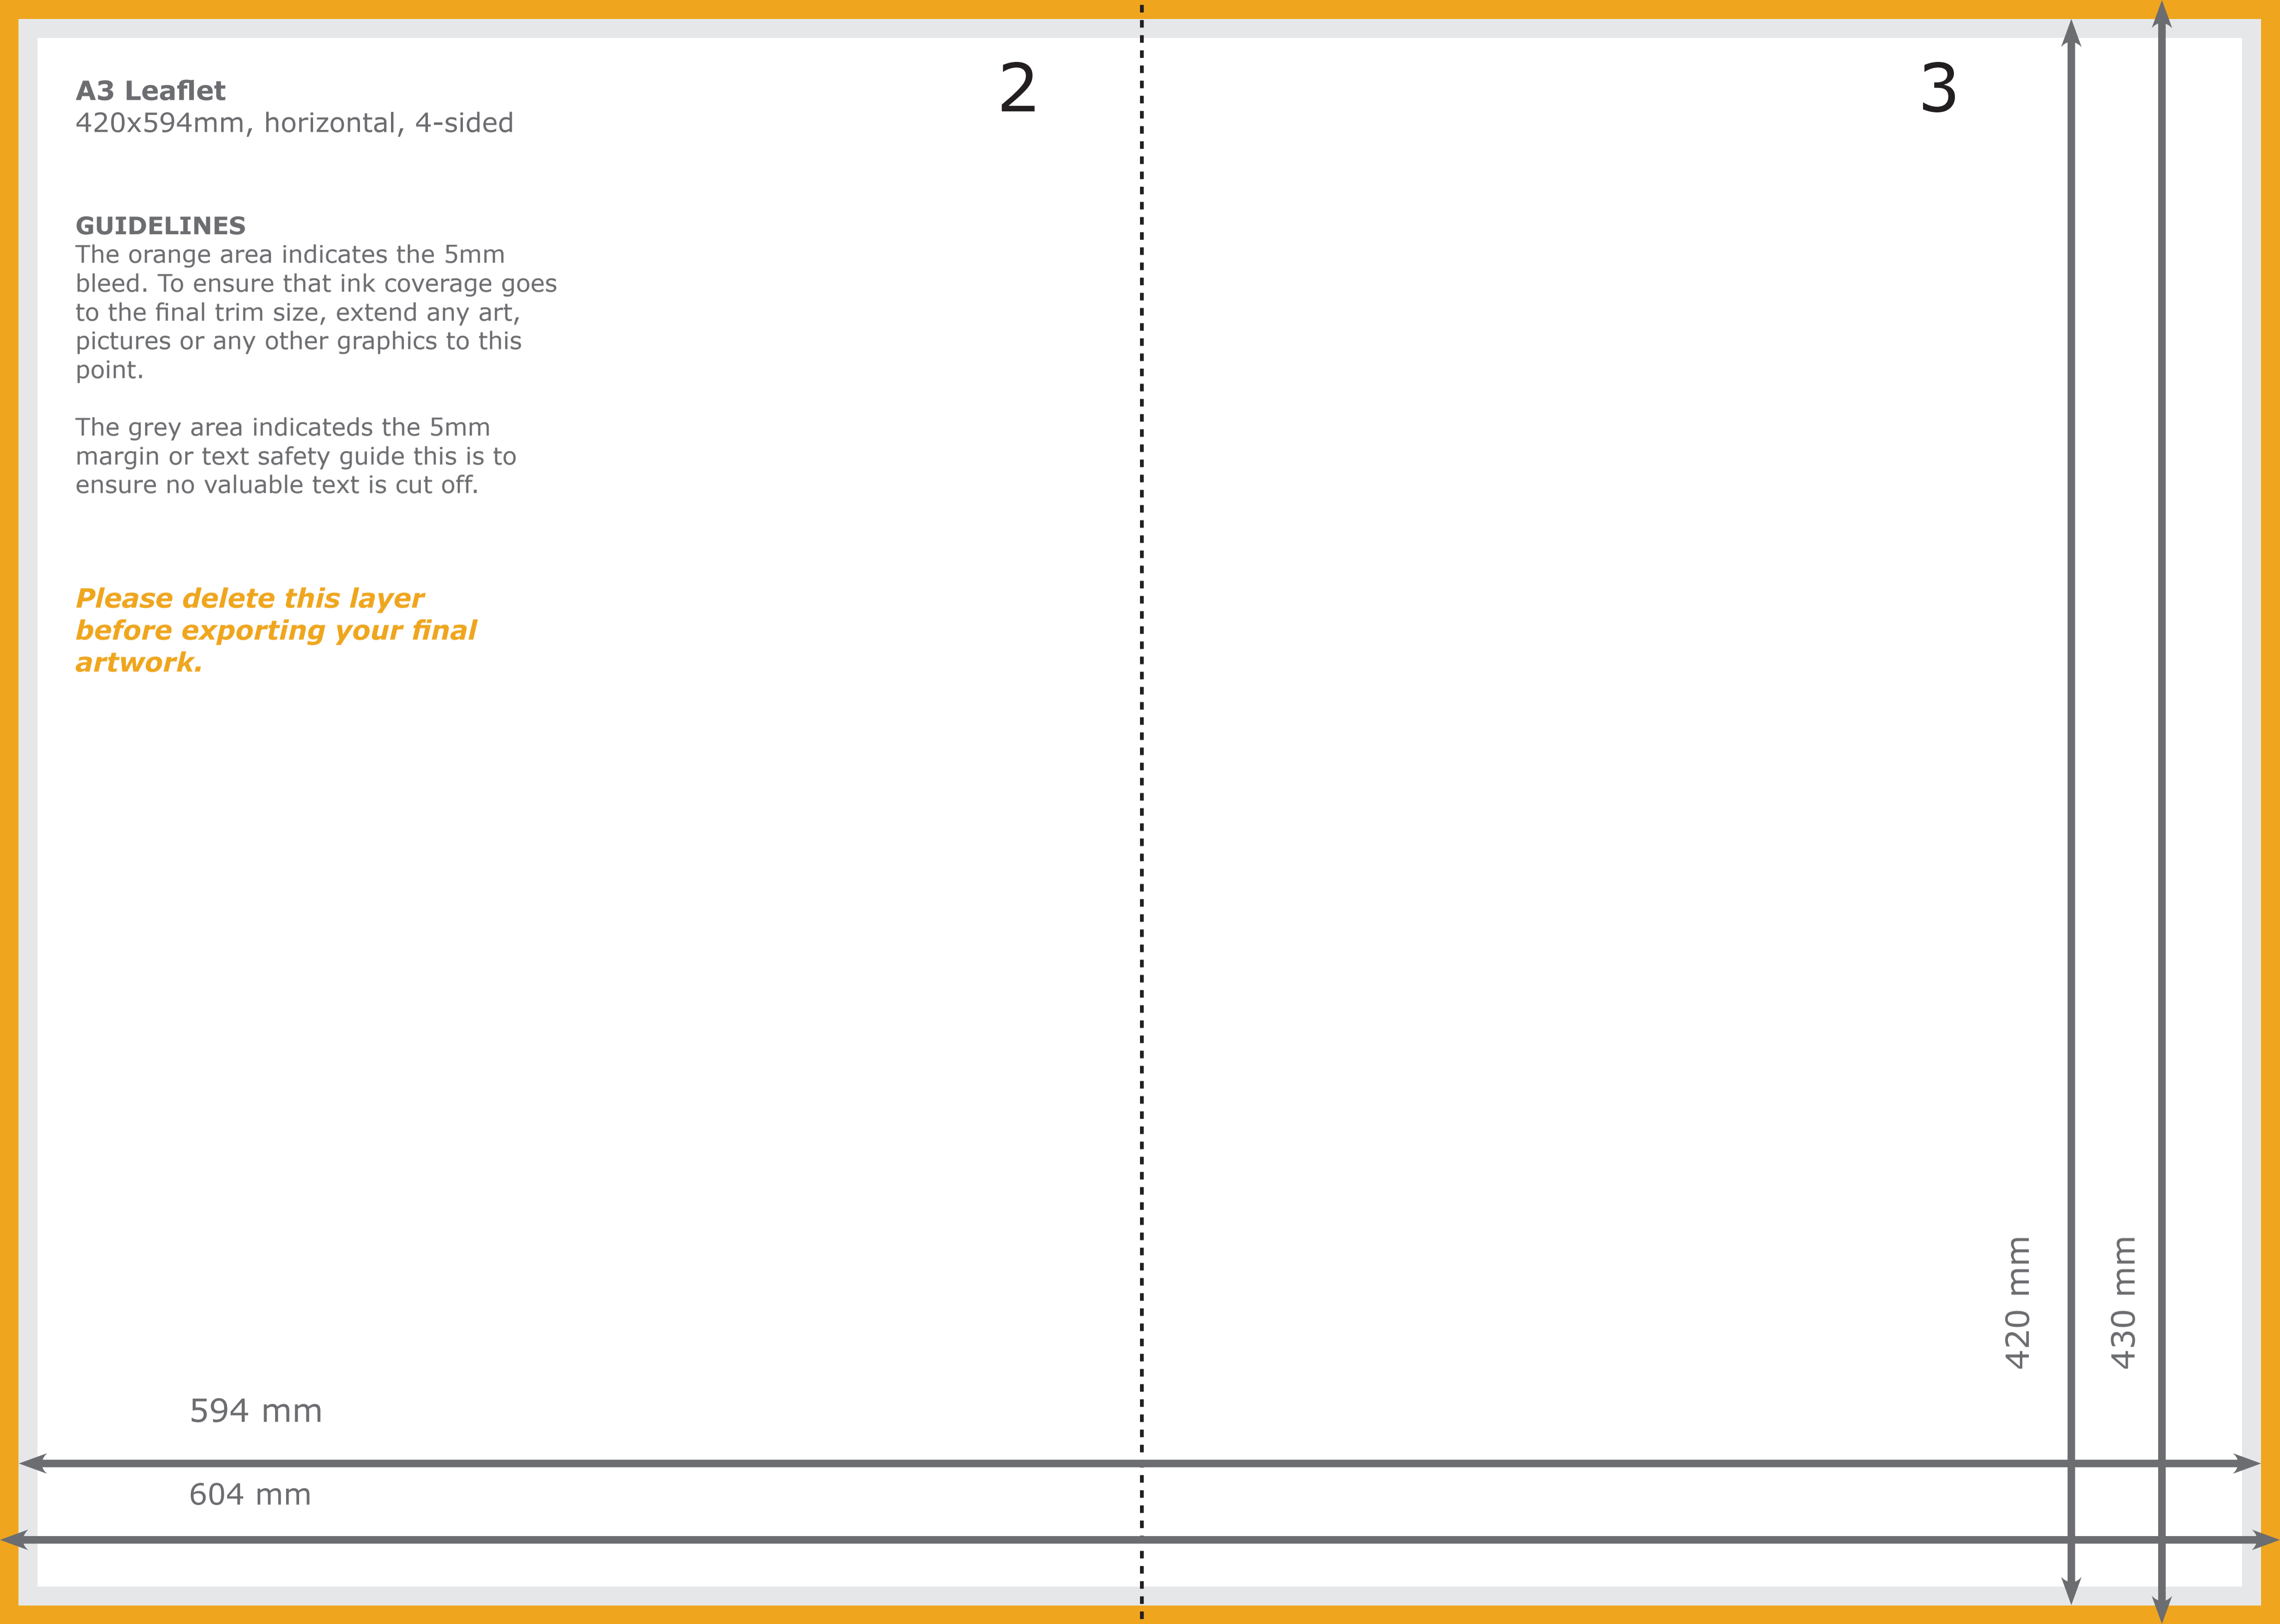 A3 Leaflet
420x594mm, horizontal, 4-sided
2
3
GUIDELINES
The orange area indicates the 5mm
bleed. To ensure that ink coverage goes
to the final trim size, extend any art,
pictures or any other graphics to this
point.
The grey area indicateds the 5mm
margin or text safety guide this is to
ensure no valuable text is cut off.
Please delete this layer
before exporting your final
artwork.
420 mm
430 mm
594 mm
604 mm